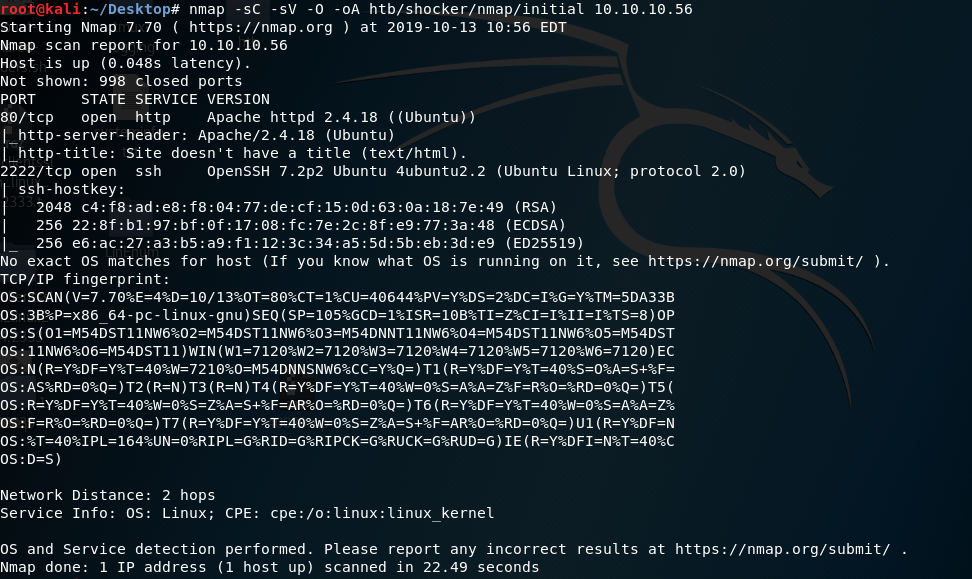 root@kali:~/Desktop# nmap -sC -sV -O -oA htb/shocker/nmap/initial 10.10.10.56
Starting Nmap 7.70 ( https://nmap.org ) at 2019-10-13 10:56 EDT
Nmap scan report for 10.10.10.56
Host is up (0.048s latency).
Not shown: 998 closed ports
PORT     STATE SERVICE VERSION
80/tcp   open  http    Apache httpd 2.4.18 ((Ubuntu))
|_http-server-header: Apache/2.4.18 (Ubuntu)
|_http-title: Site doesn't have a title (text/html).
2222/tcp open  ssh     OpenSSH 7.2p2 Ubuntu 4ubuntu2.2 (Ubuntu Linux; protocol 2.0)
| ssh-hostkey:
|   2048 c4:f8:ad:e8:f8:04:77:de:cf:15:0d:63:0a:18:7e:49 (RSA)
|   256 22:8f:b1:97:bf:0f:17:08:fc:7e:2c:8f:e9:77:3a:48 (ECDSA)
|_  256 e6:ac:27:a3:b5:a9:f1:12:3c:34:a5:5d:5b:eb:3d:e9 (ED25519)
No exact OS matches for host (If you know what OS is running on it, see https://nmap.org/submit/ ).
TCP/IP fingerprint:
OS:SCAN(V=7.70%E=4%D=10/13%OT=80%CT=1%CU=40644%PV=Y%DS=2%DC=I%G=Y%TM=5DA33B
OS:3B%P=x86_64-pc-linux-gnu)SEQ(SP=105%GCD=1%ISR=10B%TI=Z%CI=I%II=I%TS=8)OP
OS:S(O1=M54DST11NW6%O2=M54DST11NW6%O3=M54DNNT11NW6%O4=M54DST11NW6%O5=M54DST
OS:11NW6%O6=M54DST11)WIN(W1=7120%W2=7120%W3=7120%W4=7120%W5=7120%W6=7120)EC
OS:N(R=Y%DF=Y%T=40%W=7210%O=M54DNNSNW6%CC=Y%Q=)T1(R=Y%DF=Y%T=40%S=O%A=S+%F=
OS:AS%RD=0%Q=)T2(R=N)T3(R=N)T4(R=Y%DF=Y%T=40%W=0%S=A%A=Z%F=R%O=%RD=0%Q=)T5(
OS:R=Y%DF=Y%T=40%W=0%S=Z%A=S+%F=AR%O=%RD=0%Q=)T6(R=Y%DF=Y%T=40%W=0%S=A%A=Z%
OS:F=R%O=%RD=0%Q=)T7(R=Y%DF=Y%T=40%W=0%S=Z%A=S+%F=AR%O=%RD=0%Q=)U1(R=Y%DF=N
OS:%T=40%IPL=164%UN=0%RIPL=G%RID=G%RIPCK=G%RUCK=G%RUD=G)IE(R=Y%DFI=N%T=40%C
OS:D=S)
Network Distance: 2 hops
Service Info: OS: Linux; CPE: cpe:/o:linux:linux_kernel
OS and Service detection performed. Please report any incorrect results at https://nmap.org/submit/ .
Nmap done: 1 IP address (1 host up) scanned in 22.49 seconds